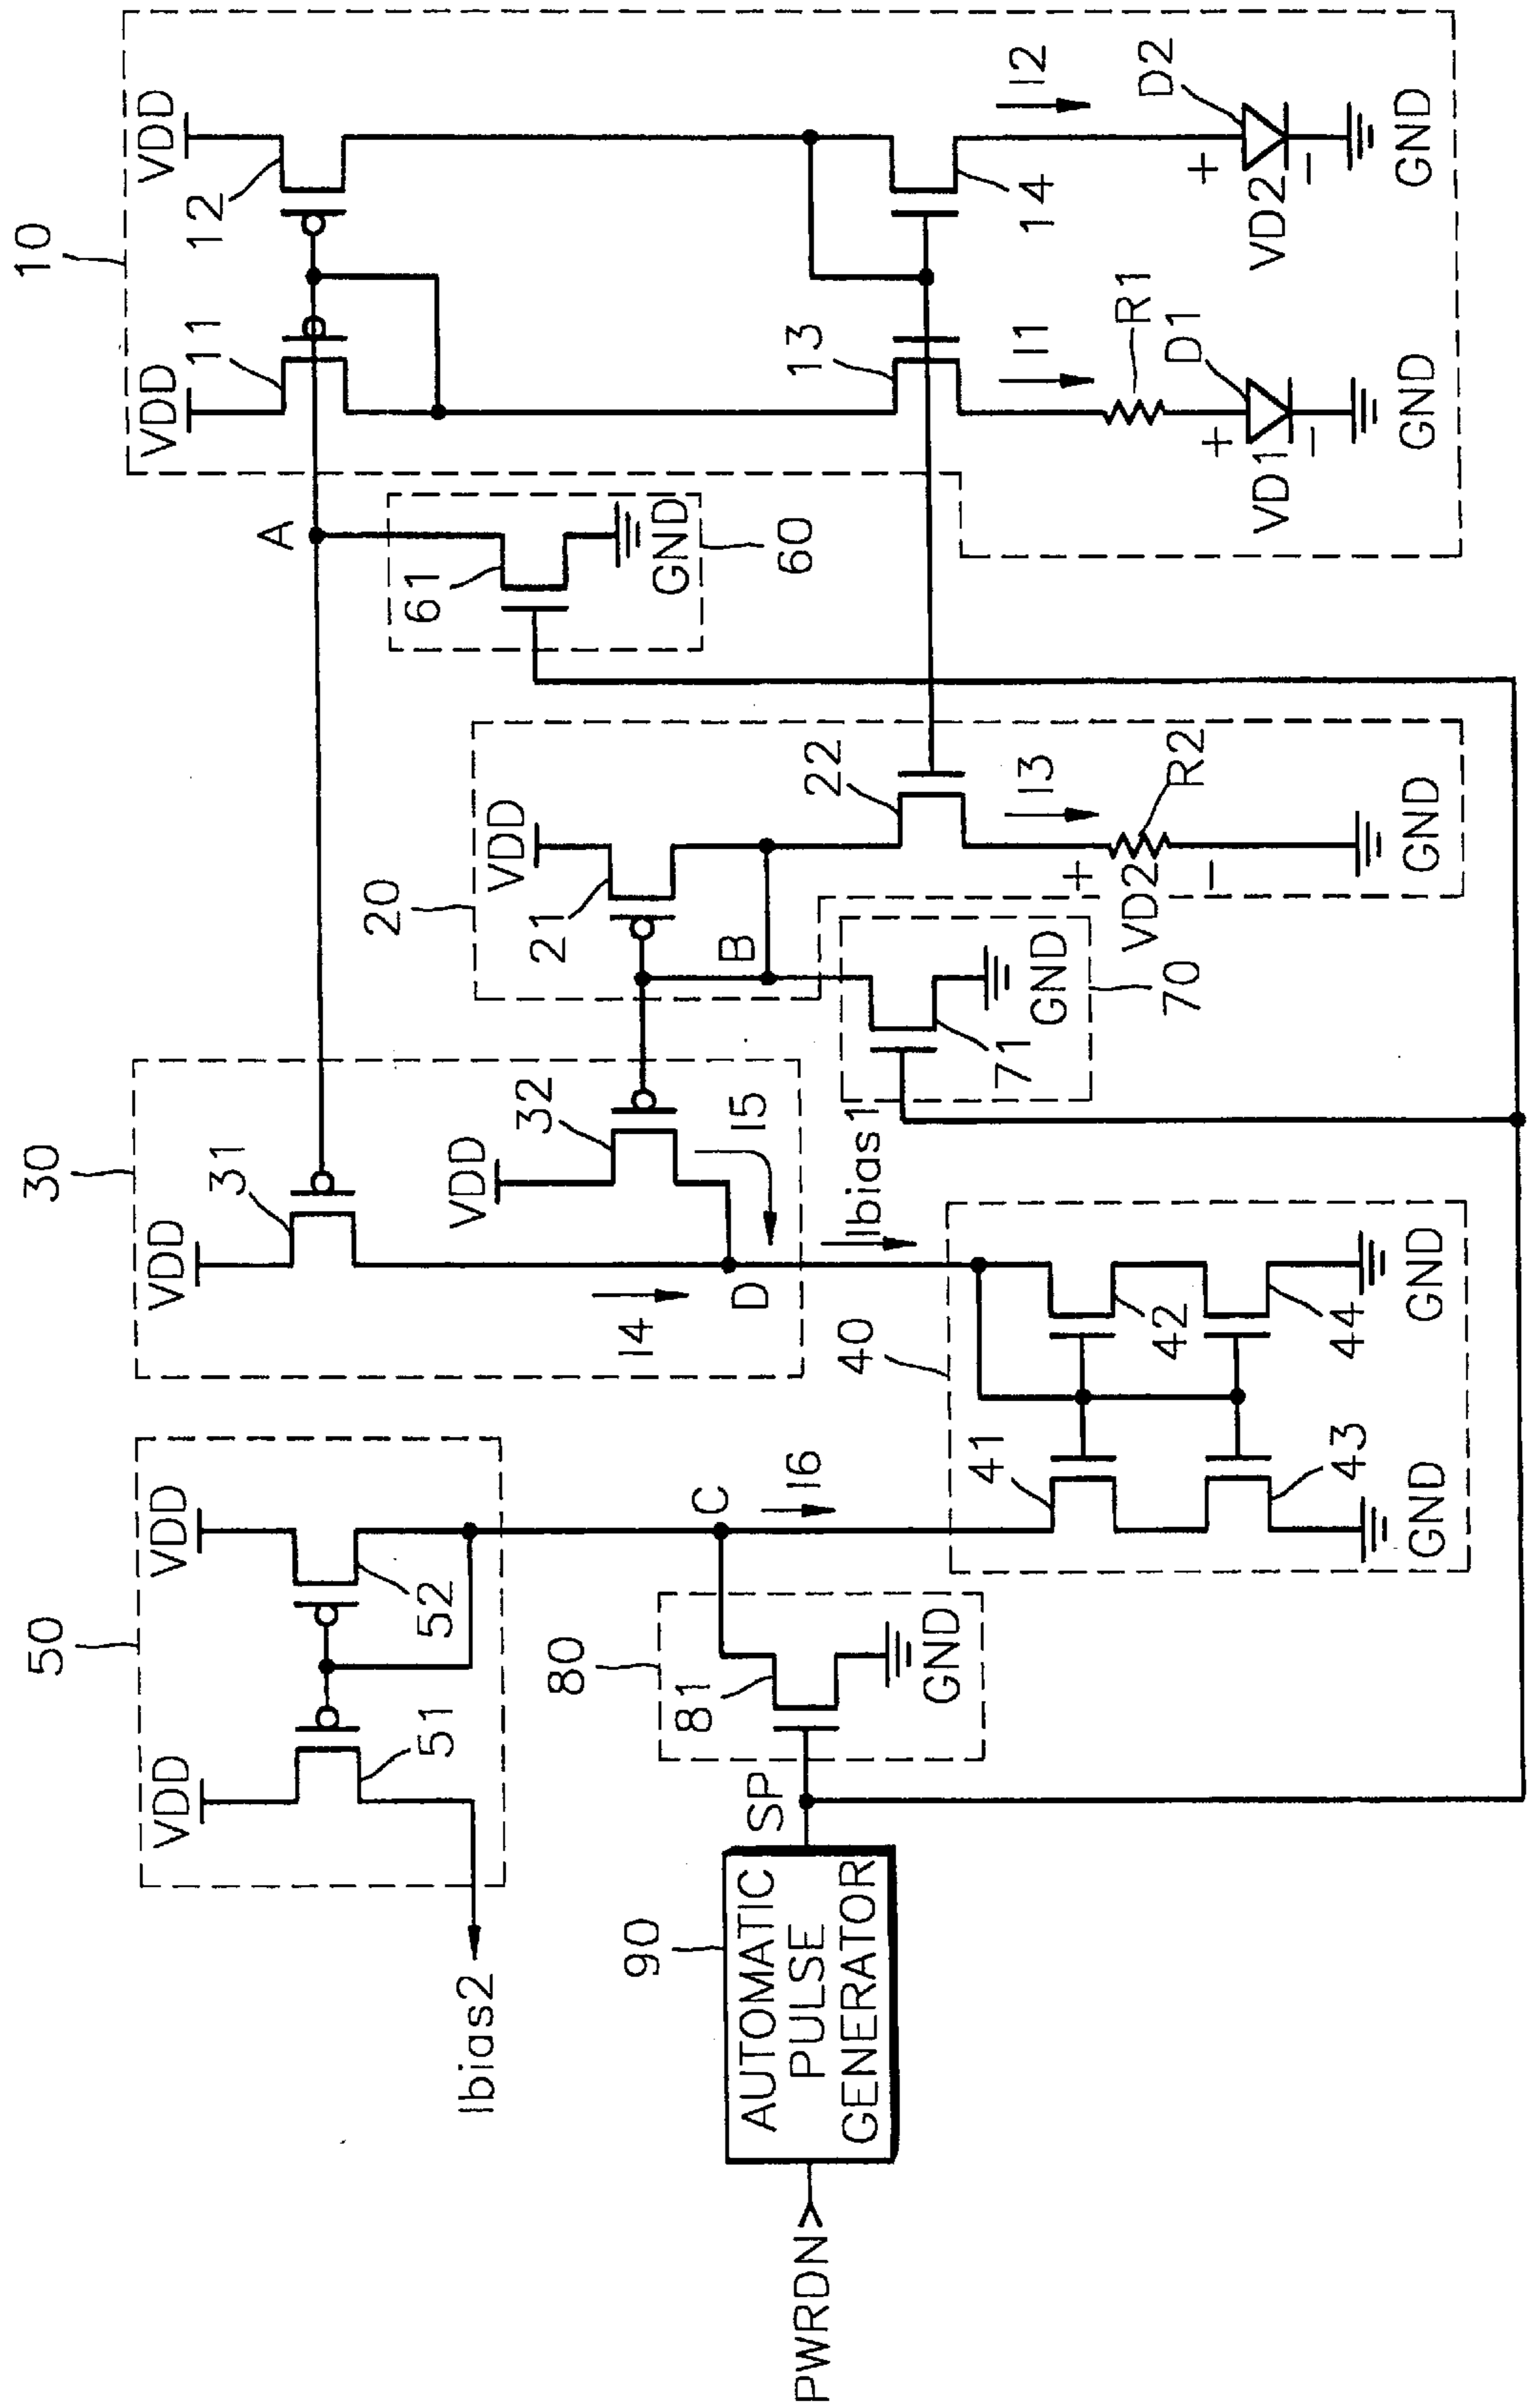 50
30
10
VDD
VDD
VDD
VDD
VDD
31
11
12
A
20
51
52
61
VDD
VDD
Ibias2
32
21
80
I4
90
GND
81
C
D
I5
B
SP
AUTOMATIC
PULSE
GENERATOR
60
PWRDN
I6
22
13
40
Ibias1
GND
41
71
GND
I3
I1
I2
14
+
VD2
−
42
70
R2
R1
D1
D2
+
VD1
−
+
VD2
−
43
44
GND
GND
GND
GND
GND